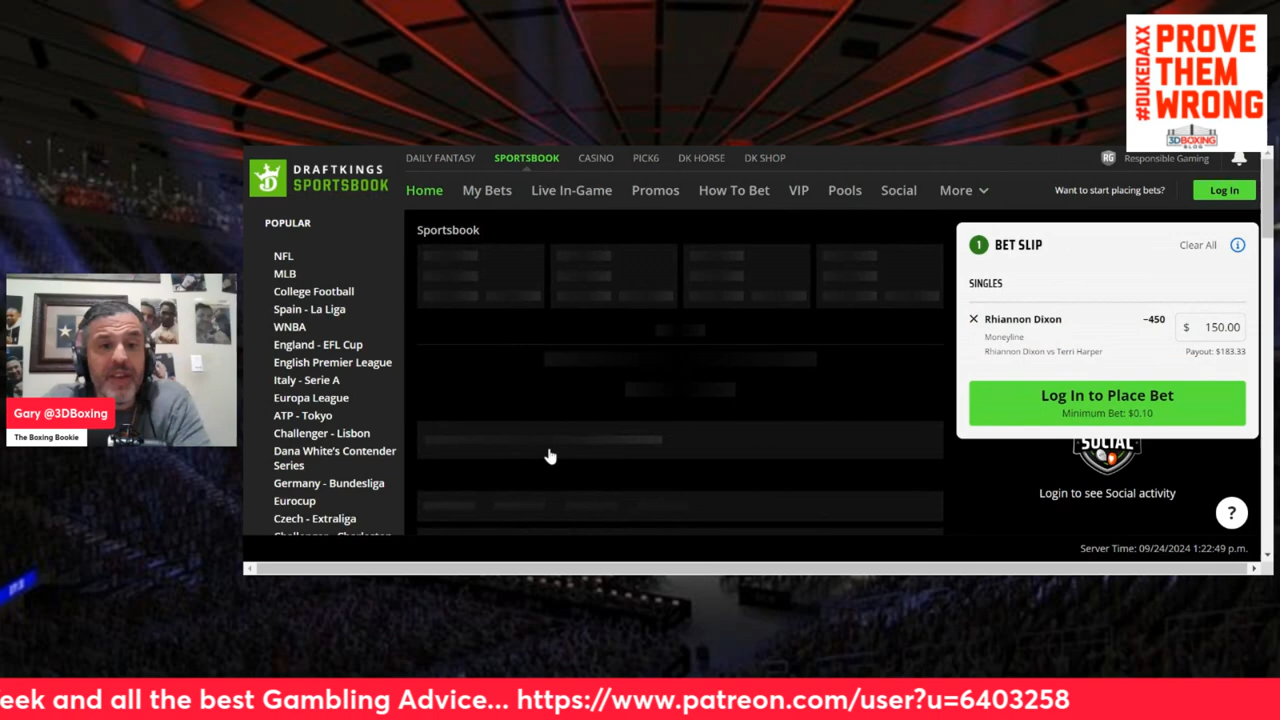 #DUKEDAXX
PROVE
THEM
WRONG
3DBOXING
BLOG
DRAFTKINGS
SPORTSBOOK
DAILY FANTASY SPORTSBOOK CASINO PICK6 DK HORSE DK SHOP
RG Responsible Gaming
Home My Bets Live In-Game Promos How To Bet VIP Pools Social More
Want to start placing bets? Log In
POPULAR
NFL
MLB
College Football
Spain - La Liga
WNBA
England - EFL Cup
English Premier League
Italy - Serie A
Europa League
ATP - Tokyo
Challenger - Lisbon
Dana White's Contender
Series
Germany - Bundesliga
Eurocup
Czech - Extraliga
Sportsbook
1 BET SLIP Clear All
SINGLES
Rhiannon Dixon −450 $ 150.00
Moneyline
Rhiannon Dixon vs Terri Harper Payout: $183.33
Log In to Place Bet
Minimum Bet: $0.10
SOCIAL
Login to see Social activity
?
Server Time: 09/24/2024 1:22:49 p.m.
Gary @3DBoxing
The Boxing Bookie
eek and all the best Gambling Advice... https://www.patreon.com/user?u=6403258